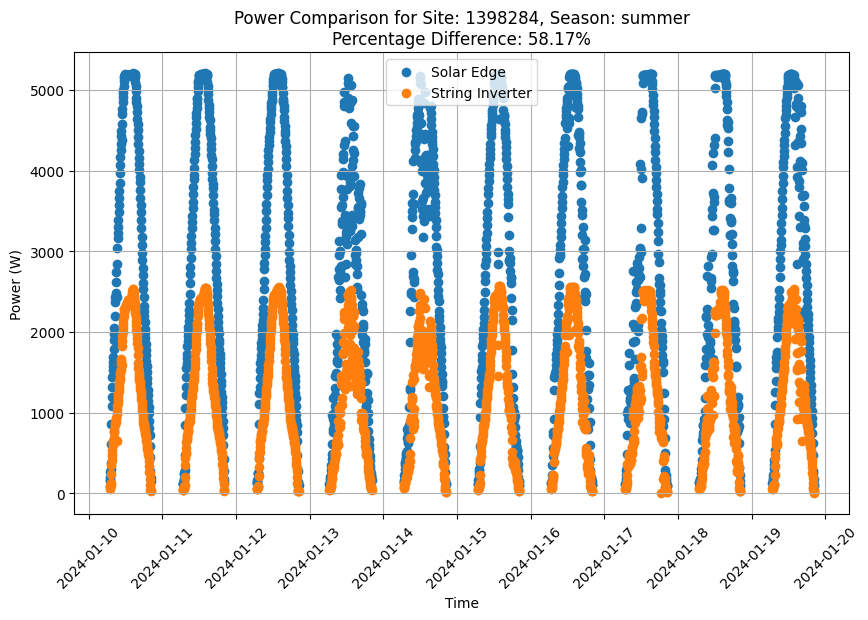 Power Comparison for Site: 1398284, Season: summer
Percentage Difference: 58.17%
Solar Edge
String Inverter
Power (W)
5000
4000
3000
2000
1000
0
2024-01-10
2024-01-11
2024-01-12
2024-01-13
2024-01-14
2024-01-15
2024-01-16
2024-01-17
2024-01-18
2024-01-19
2024-01-20
Time